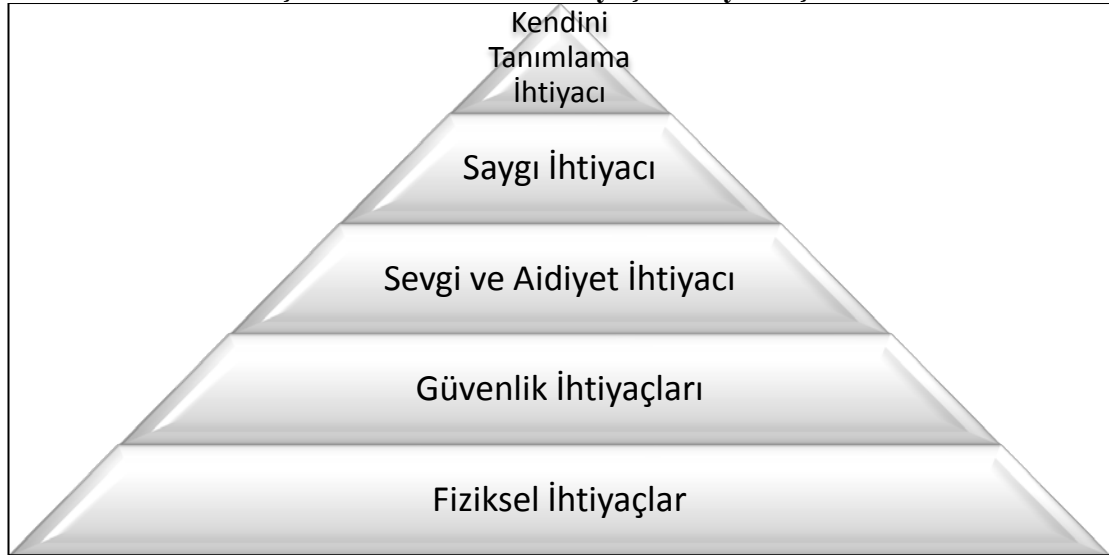 Kendini
Tanımlama
İhtiyacı
Saygı İhtiyacı
Sevgi ve Aidiyet İhtiyacı
Güvenlik İhtiyaçları
Fiziksel İhtiyaçlar